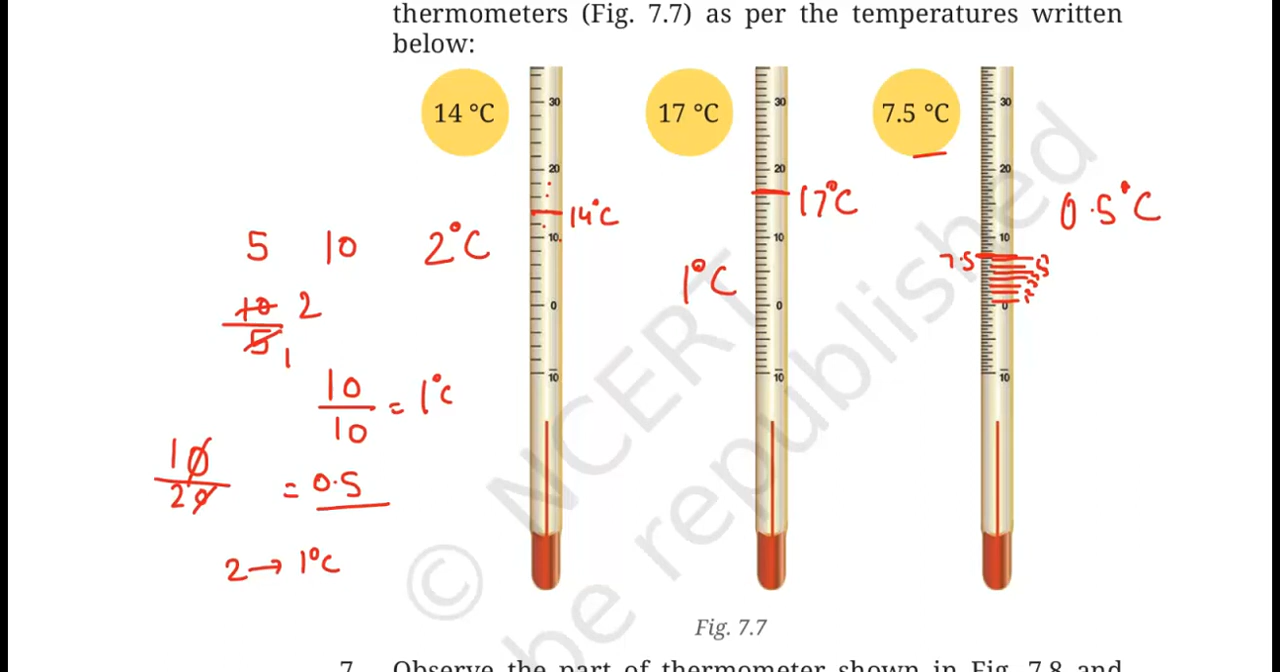 thermometers (Fig. 7.7) as per the temperatures written
below:
14 °C
17 °C
7.5 °C
30
30
30
20
20
20
14°C
17°C
0.5°C
5 10 2°C
10
10
10
7.5
1°C
10 2
5 1
0
0
0
10
10
10
10
10 = 1°C
10
20 = 0.5
2 → 1°C
© NCERT
be republished
Fig. 7.7
7. Observe the part of thermometer shown in Fig. 7.8 and